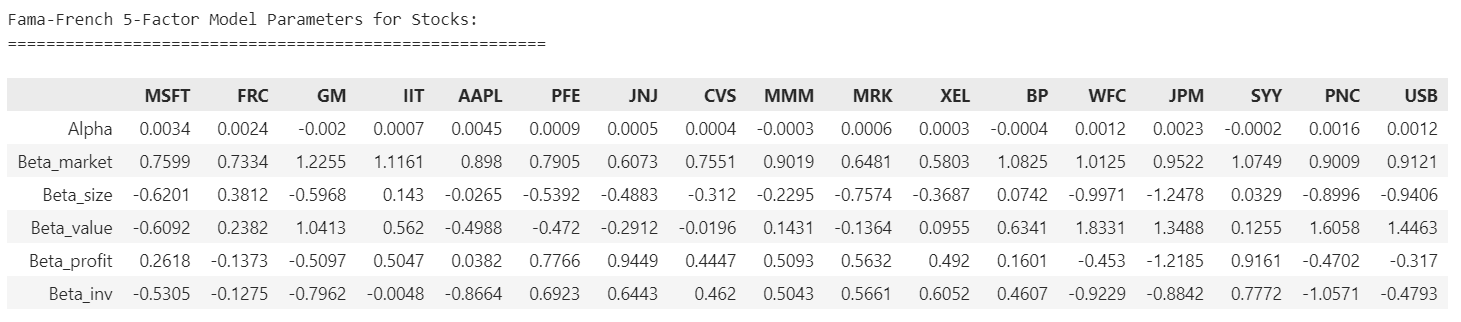 Fama-French 5-Factor Model Parameters for Stocks:
========================================================
MSFT FRC GM IIT AAPL PFE JNJ CVS MMM MRK XEL BP WFC JPM SYY PNC USB
Alpha 0.0034 0.0024 -0.002 0.0007 0.0045 0.0009 0.0005 0.0004 -0.0003 0.0006 0.0003 -0.0004 0.0012 0.0023 -0.0002 0.0016 0.0012
Beta_market 0.7599 0.7334 1.2255 1.1161 0.898 0.7905 0.6073 0.7551 0.9019 0.6481 0.5803 1.0825 1.0125 0.9522 1.0749 0.9009 0.9121
Beta_size -0.6201 0.3812 -0.5968 0.143 -0.0265 -0.5392 -0.4883 -0.312 -0.2295 -0.7574 -0.3687 0.0742 -0.9971 -1.2478 0.0329 -0.8996 -0.9406
Beta_value -0.6092 0.2382 1.0413 0.562 -0.4988 -0.472 -0.2912 -0.0196 0.1431 -0.1364 0.0955 0.6341 1.8331 1.3488 0.1255 1.6058 1.4463
Beta_profit 0.2618 -0.1373 -0.5097 0.5047 0.0382 0.7766 0.9449 0.4447 0.5093 0.5632 0.492 0.1601 -0.453 -1.2185 0.9161 -0.4702 -0.317
Beta_inv -0.5305 -0.1275 -0.7962 -0.0048 -0.8664 0.6923 0.6443 0.462 0.5043 0.5661 0.6052 0.4607 -0.9229 -0.8842 0.7772 -1.0571 -0.4793